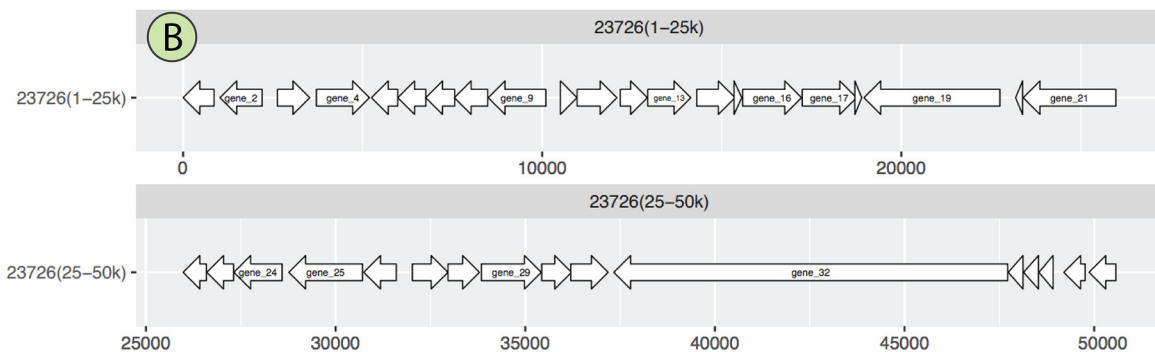 B
23726(1−25k)
23726(1−25k)
gene_2
gene_4
gene_9
gene_13
gene_16
gene_17
gene_19
gene_21
0
10000
20000
23726(25−50k)
23726(25−50k)
gene_24
gene_25
gene_29
gene_32
25000
30000
35000
40000
45000
50000